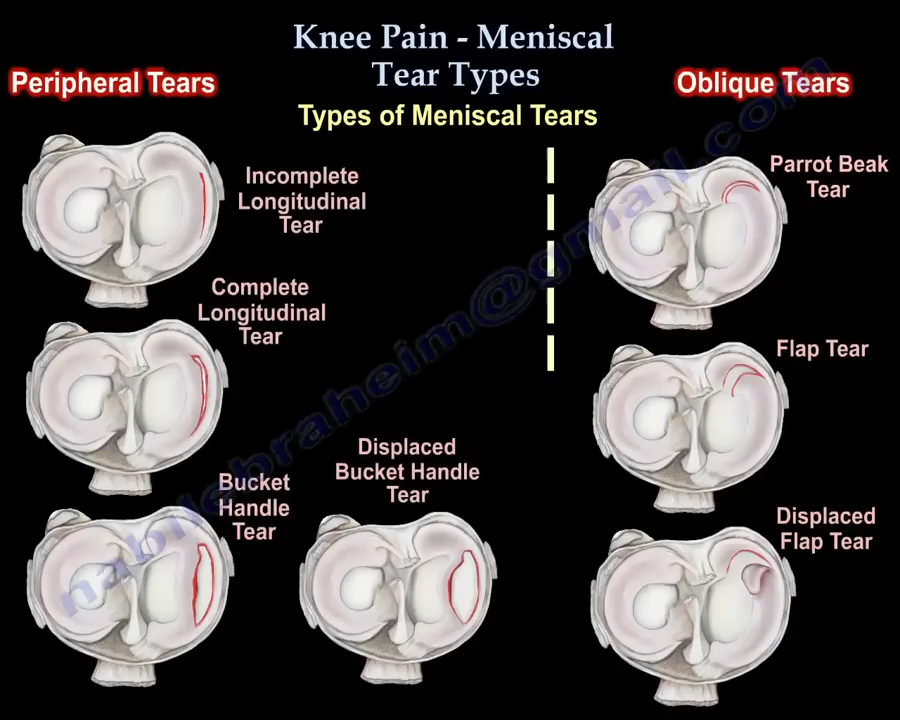 Knee Pain - Meniscal
Tear Types
Types of Meniscal Tears
Peripheral Tears
Incomplete
Longitudinal
Tear
Complete
Longitudinal
Tear
Bucket
Handle
Tear
Displaced
Bucket Handle
Tear
Oblique Tears
Parrot Beak
Tear
Flap Tear
Displaced
Flap Tear
nabilebraheim@gmail.com